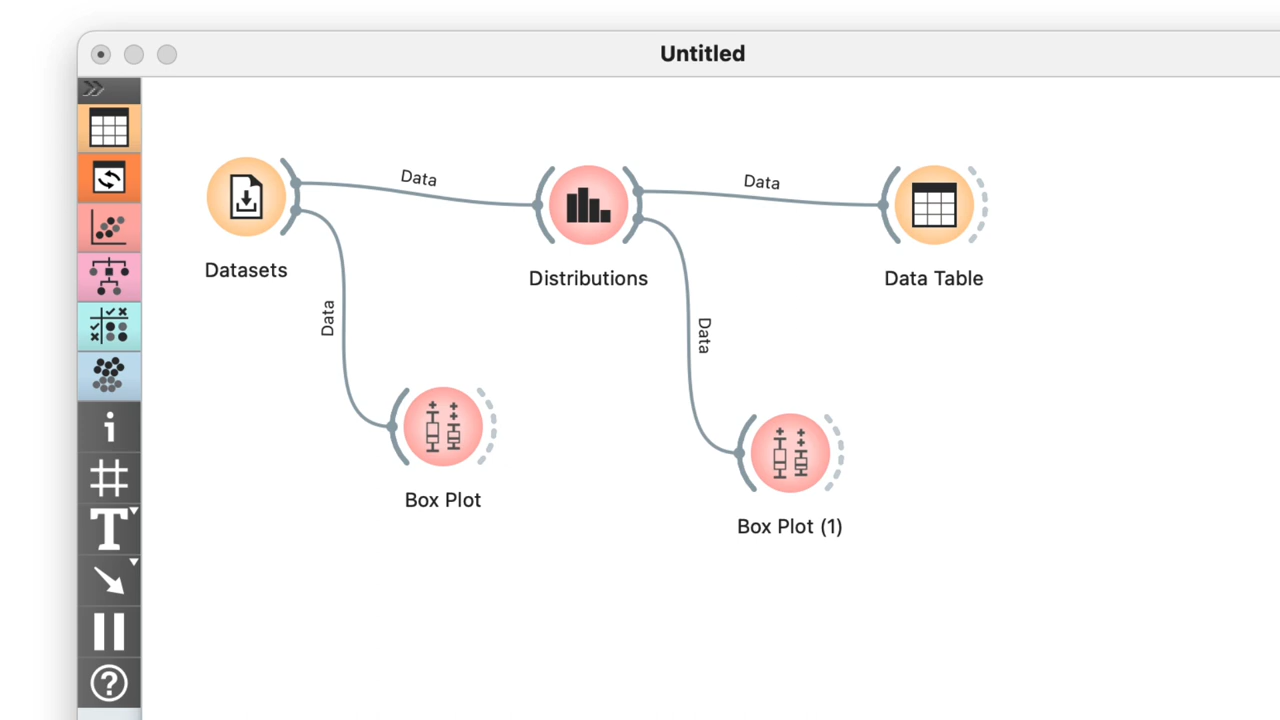 Untitled
Data
Data
Datasets
Distributions
Data Table
Data
Data
Box Plot
Box Plot (1)